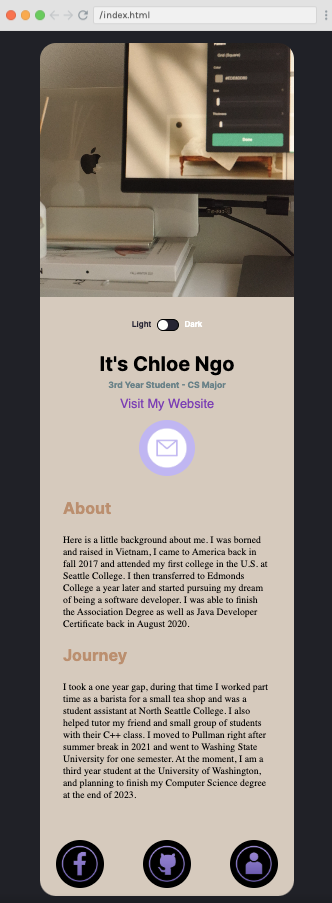 /index.html
Light
Dark
It's Chloe Ngo
3rd Year Student - CS Major
Visit My Website
About
Here is a little background about me. I was borned
and raised in Vietnam, I came to America back in
fall 2017 and attended my first college in the U.S. at
Seattle College. I then transferred to Edmonds
College a year later and started pursuing my dream
of being a software developer. I was able to finish
the Association Degree as well as Java Developer
Certificate back in August 2020.
Journey
I took a one year gap, during that time I worked part
time as a barista for a small tea shop and was a
student assistant at North Seattle College. I also
helped tutor my friend and small group of students
with their C++ class. I moved to Pullman right after
summer break in 2021 and went to Washing State
University for one semester. At the moment, I am a
third year student at the University of Washington,
and planning to finish my Computer Science degree
at the end of 2023.